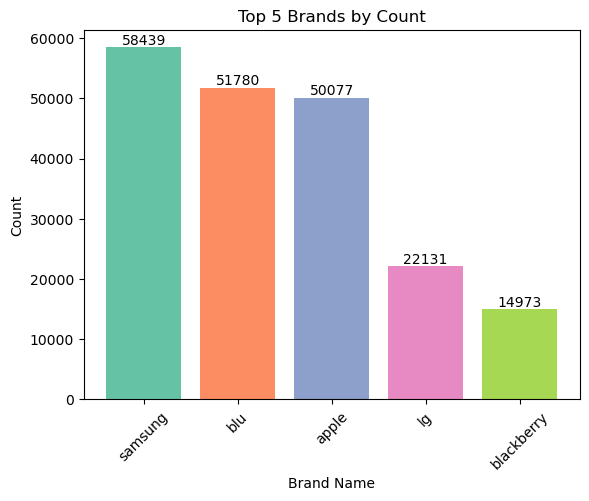 Top 5 Brands by Count
58439
51780
50077
22131
14973
60000
50000
40000
30000
20000
10000
0
Count
samsung
blu
apple
lg
blackberry
Brand Name